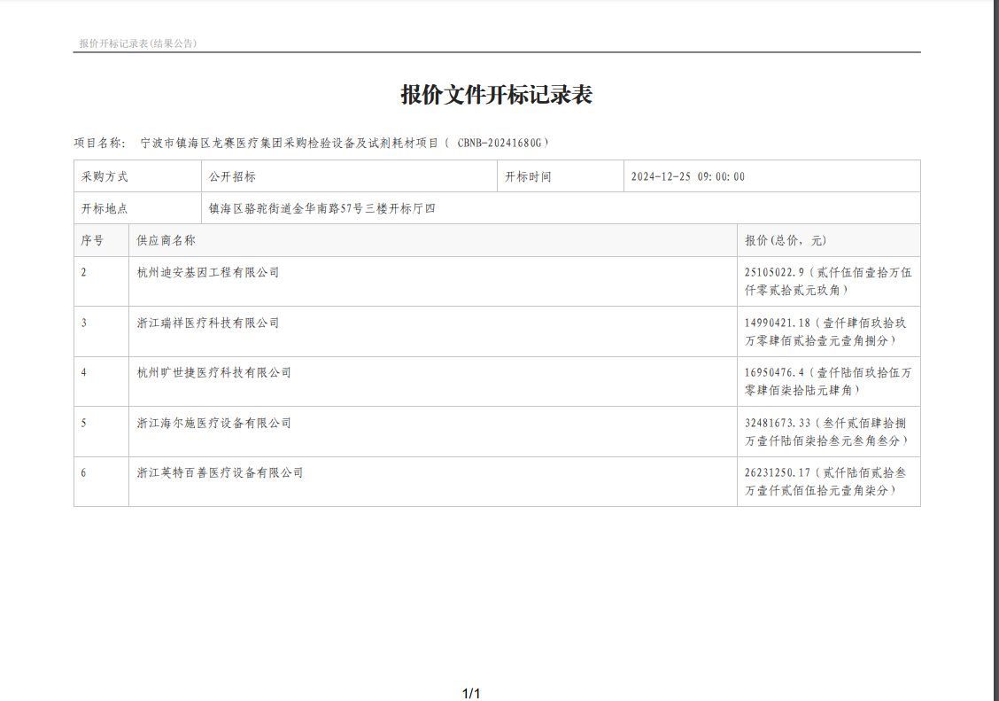 报价开标记录表(结果公告)
报价文件开标记录表
项目名称: 宁波市镇海区龙赛医疗集团采购检验设备及试剂耗材项目( CBNB-20241680G)
采购方式 公开招标 开标时间 2024-12-25 09:00:00
开标地点 镇海区骆驼街道金华南路57号三楼开标厅四
序号 供应商名称 报价(总价, 元)
2 杭州迪安基因工程有限公司 25105022.9(贰仟伍佰壹拾万伍
仟零贰拾贰元玖角)
3 浙江瑞祥医疗科技有限公司 14990421.18(壹仟肆佰玖拾玖
万零肆佰贰拾壹元壹角捌分)
4 杭州旷世捷医疗科技有限公司 16950476.4(壹仟陆佰玖拾伍万
零肆佰柒拾陆元肆角)
5 浙江海尔施医疗设备有限公司 32481673.33(叁仟贰佰肆拾捌
万壹仟陆佰柒拾叁元叁角叁分)
6 浙江英特百善医疗设备有限公司 26231250.17(贰仟陆佰贰拾叁
万壹仟贰佰伍拾元壹角柒分)
1/1